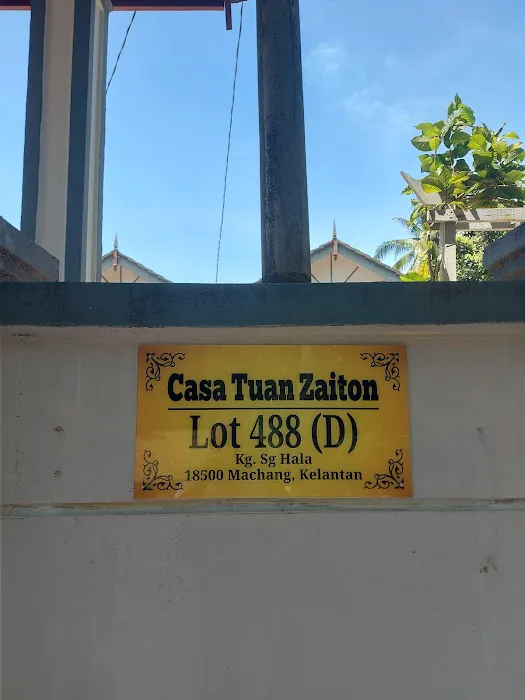 Casa Tuan Zaiton
Lot 488 (D)
Kg. Sg Hala
18500 Machang, Kelantan